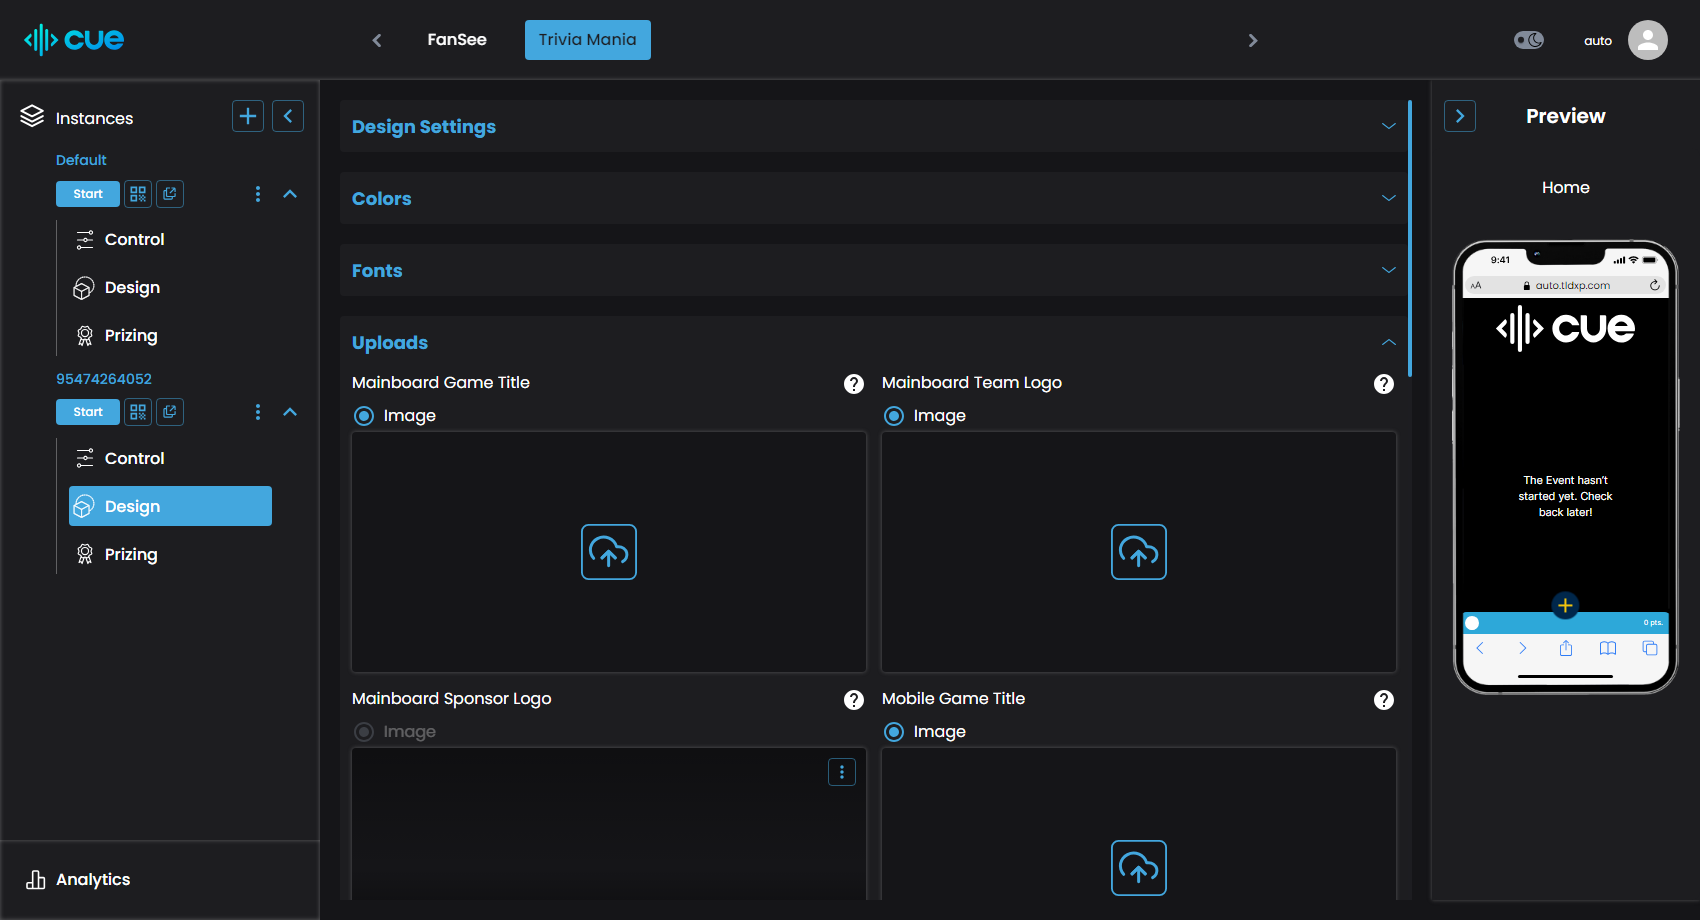 cue
FanSee
Trivia Mania
auto
Instances
Default
Start
Control
Design
Prizing
95474264052
Start
Control
Design
Prizing
Analytics
Design Settings
Colors
Fonts
Uploads
Mainboard Game Title
?
Image
Mainboard Team Logo
?
Image
Mainboard Sponsor Logo
?
Image
Mobile Game Title
?
Image
Preview
Home
9:41
AA auto.tldxp.com
cue
The Event hasn't
started yet. Check
back later!
0 pts.